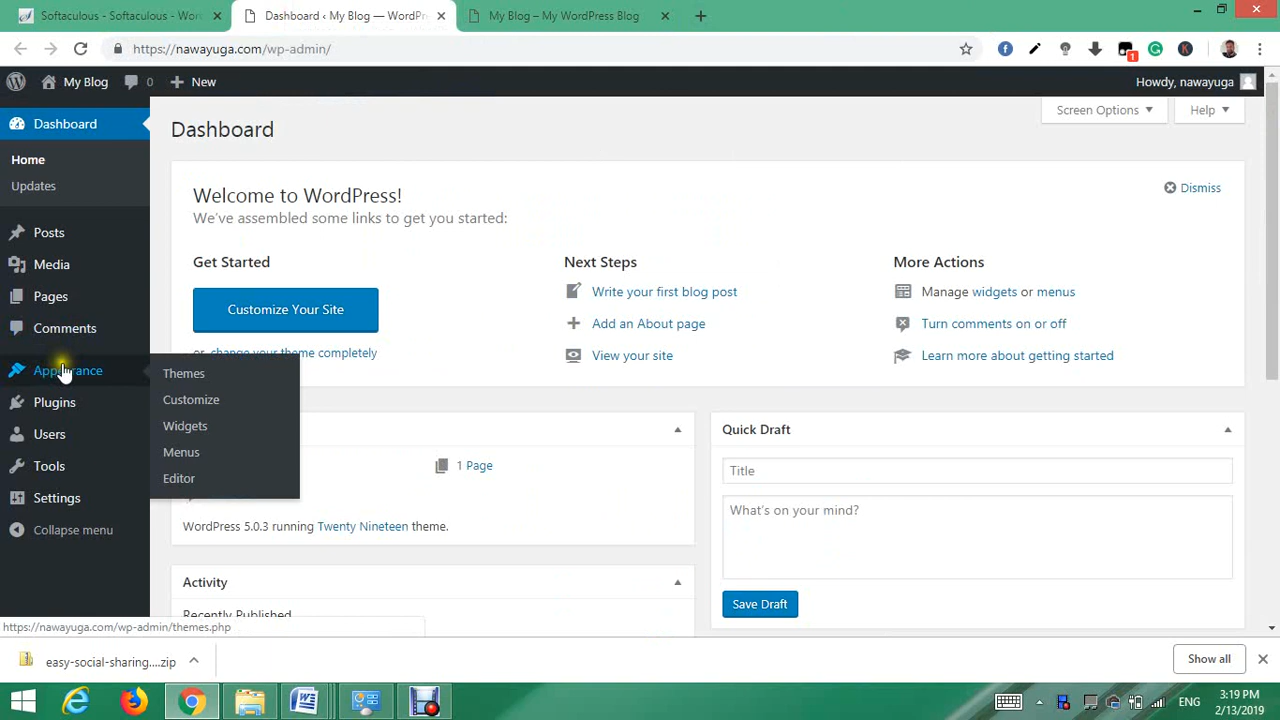 Softaculous - Softaculous - Wor
Dashboard ‹ My Blog — WordPr
My Blog – My WordPress Blog
https://nawayuga.com/wp-admin/
1
My Blog
0
New
Howdy, nawayuga
Dashboard
Home
Updates
Posts
Media
Pages
Comments
Appearance
Plugins
Users
Tools
Settings
Collapse menu
Themes
Customize
Widgets
Menus
Editor
Dashboard
Screen Options
Help
Welcome to WordPress!
We've assembled some links to get you started:
Dismiss
Get Started
Customize Your Site
or, change your theme completely
Next Steps
Write your first blog post
Add an About page
View your site
More Actions
Manage widgets or menus
Turn comments on or off
Learn more about getting started
1 Page
WordPress 5.0.3 running Twenty Nineteen theme.
Activity
Recently Published
Quick Draft
Title
What's on your mind?
Save Draft
https://nawayuga.com/wp-admin/themes.php
easy-social-sharing....zip
Show all
ENG
3:19 PM
2/13/2019